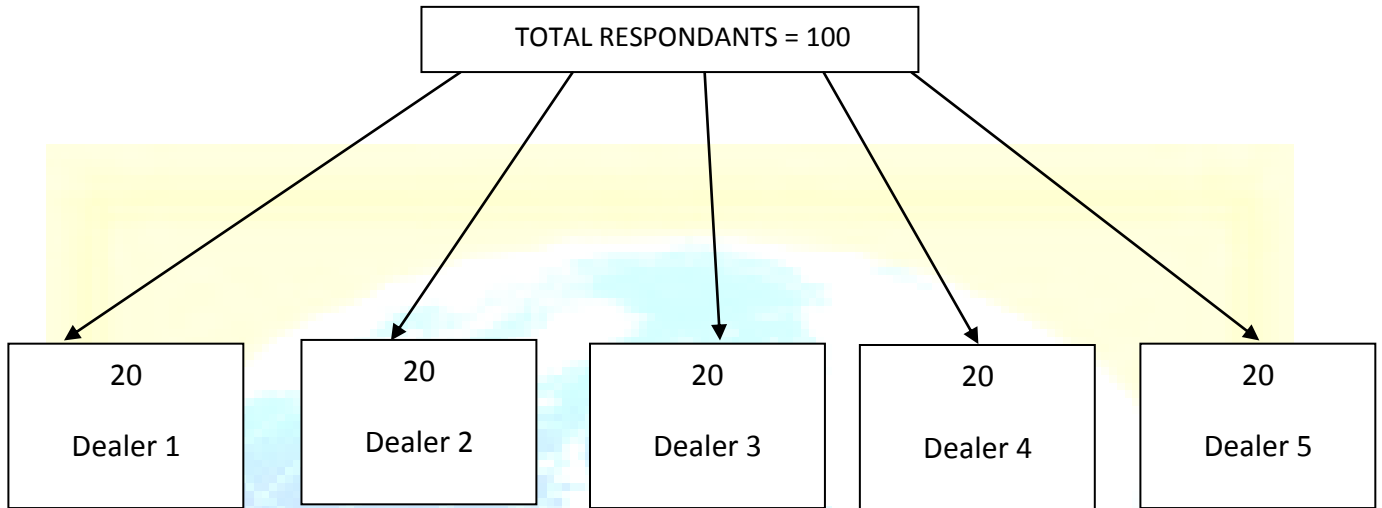 TOTAL RESPONDANTS = 100
20
Dealer 1
20
Dealer 2
20
Dealer 3
20
Dealer 4
20
Dealer 5